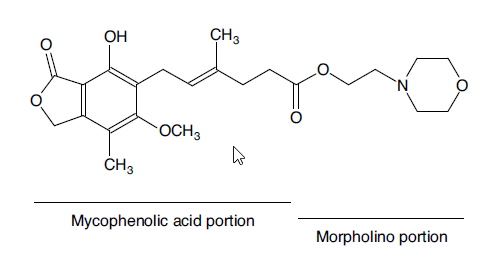 O
OH
CH3
O
O
N
O
O
OCH3
CH3
Mycophenolic acid portion
Morpholino portion